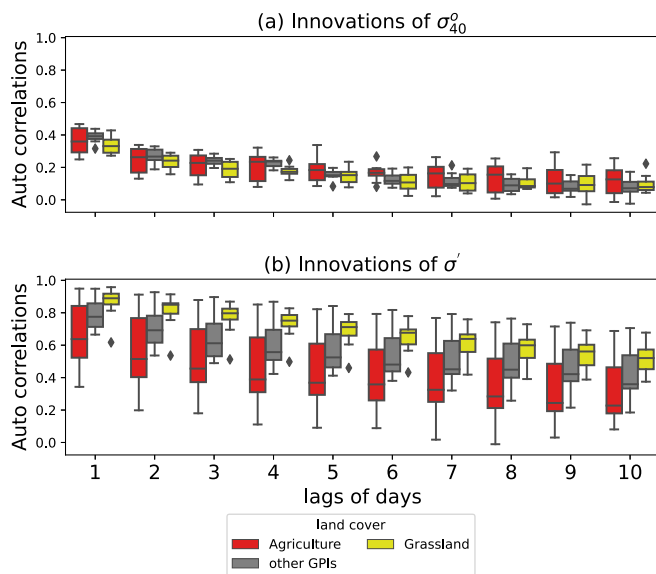 (a) Innovations of σ°₄₀
Auto correlations
1.0
0.8
0.6
0.4
0.2
0.0
(b) Innovations of σ′
Auto correlations
1.0
0.8
0.6
0.4
0.2
0.0
1 2 3 4 5 6 7 8 9 10
lags of days
land cover
Agriculture Grassland
other GPIs